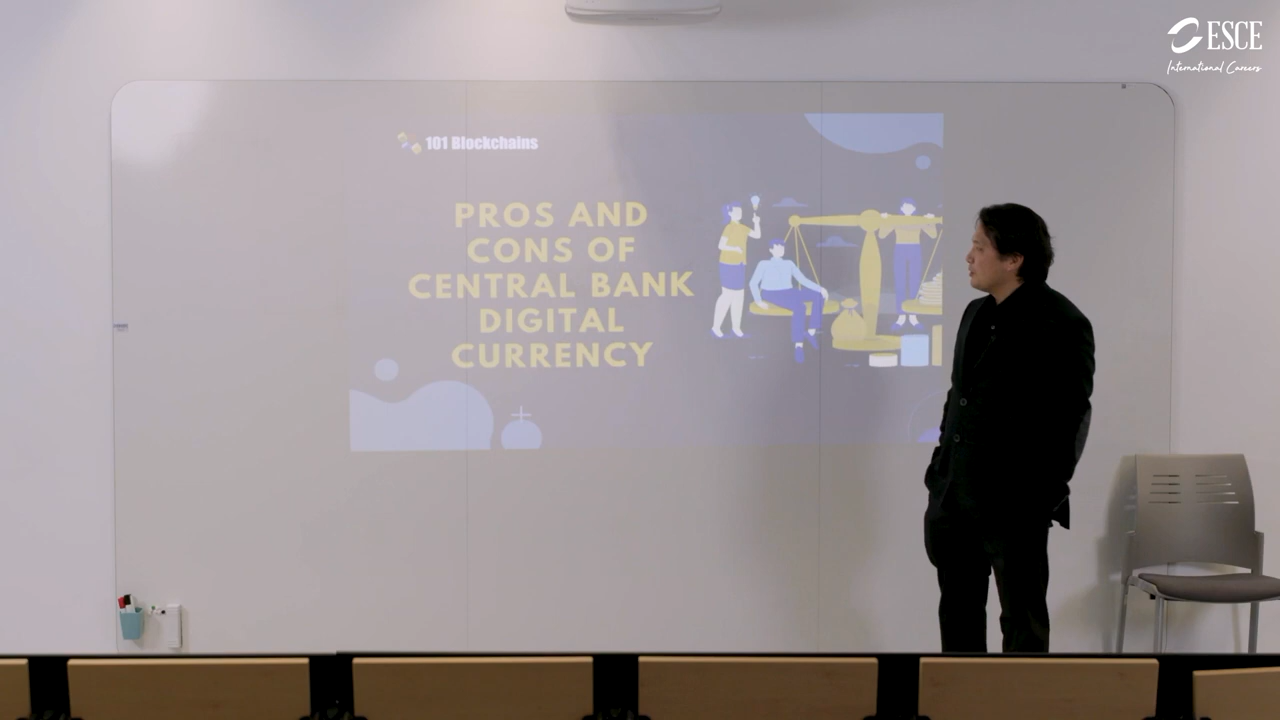 ESCE
International Careers
101 Blockchains
PROS AND
CONS OF
CENTRAL BANK
DIGITAL
CURRENCY